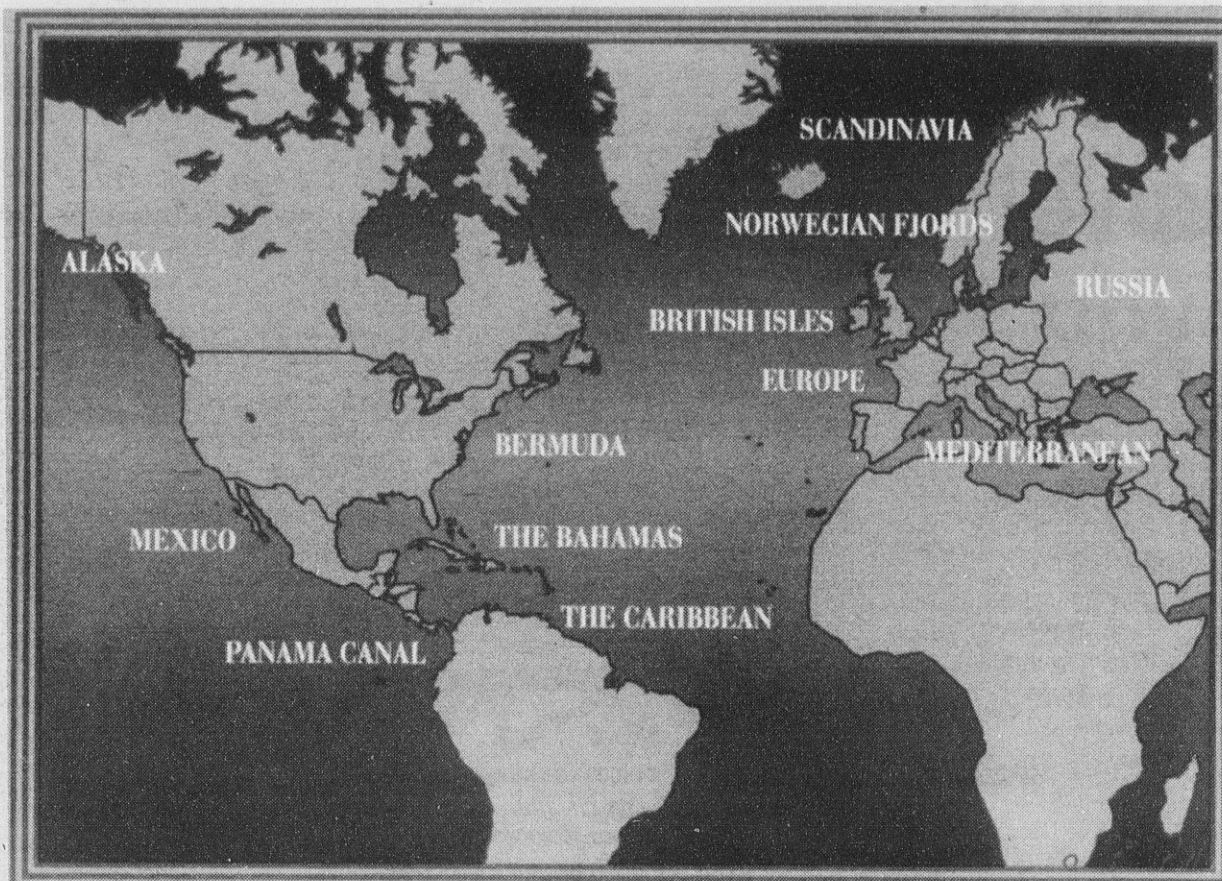 SCANDINAVIA
NORWEGIAN FJORDS
ALASKA
RUSSIA
BRITISH ISLES
EUROPE
BERMUDA
MEDITERRANEAN
MEXICO
THE BAHAMAS
THE CARIBBEAN
PANAMA CANAL